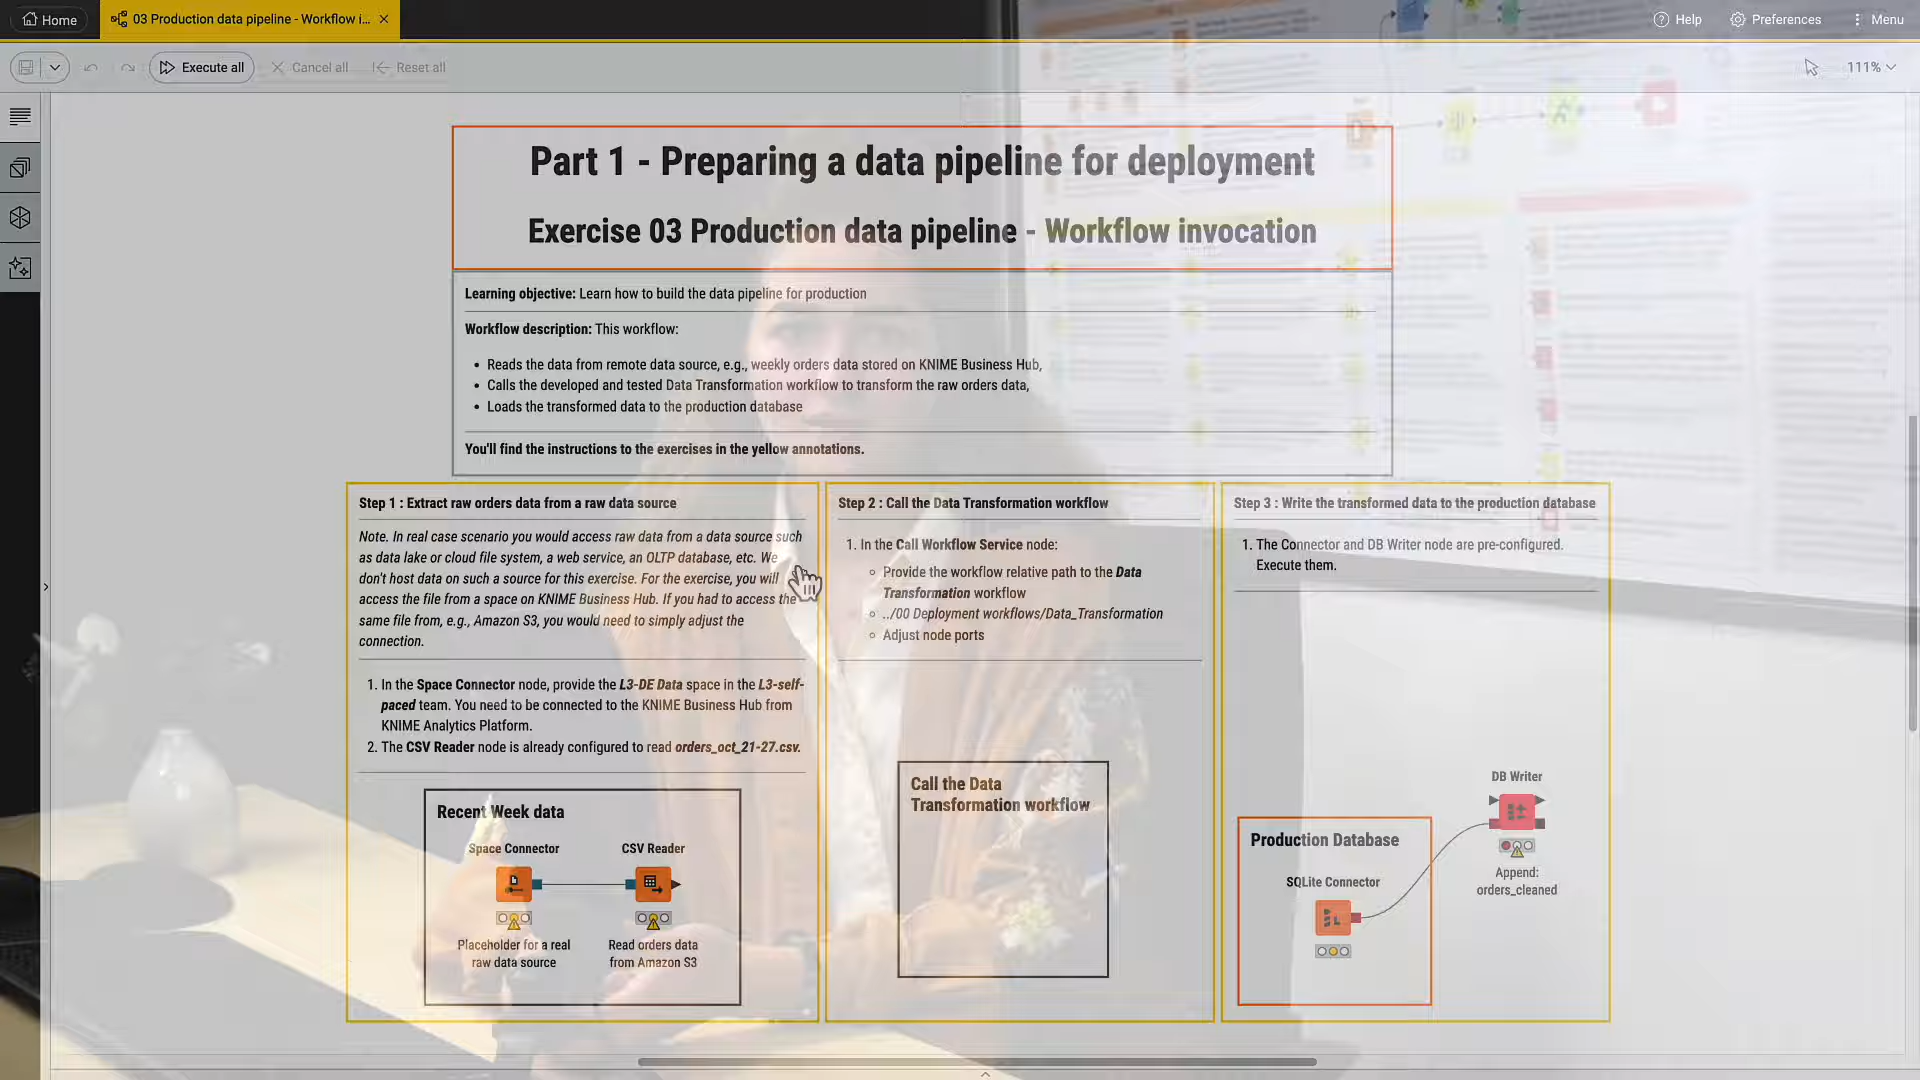 Home
03 Production data pipeline - Workflow i...
Help
Preferences
Menu
Execute all
Cancel all
Reset all
111%
Part 1 - Preparing a data pipeline for deployment
Exercise 03 Production data pipeline - Workflow invocation
Learning objective: Learn how to build the data pipeline for production
Workflow description: This workflow:
• Reads the data from remote data source, e.g., weekly orders data stored on KNIME Business Hub,
• Calls the developed and tested Data Transformation workflow to transform the raw orders data,
• Loads the transformed data to the production database
You'll find the instructions to the exercises in the yellow annotations.
Step 1 : Extract raw orders data from a raw data source
Note. In real case scenario you would access raw data from a data source such
as data lake or cloud file system, a web service, an OLTP database, etc. We
don't host data on such a source for this exercise. For the exercise, you will
access the file from a space on KNIME Business Hub. If you had to access the
same file from, e.g., Amazon S3, you would need to simply adjust the
connection.
1. In the Space Connector node, provide the L3-DE Data space in the L3-self-
paced team. You need to be connected to the KNIME Business Hub from
KNIME Analytics Platform.
2. The CSV Reader node is already configured to read orders_oct_21-27.csv.
Recent Week data
Space Connector
CSV Reader
Placeholder for a real
raw data source
Read orders data
from Amazon S3
Step 2 : Call the Data Transformation workflow
1. In the Call Workflow Service node:
Provide the workflow relative path to the Data
Transformation workflow
../00 Deployment workflows/Data_Transformation
Adjust node ports
Call the Data
Transformation workflow
Step 3 : Write the transformed data to the production database
1. The Connector and DB Writer node are pre-configured.
Execute them.
DB Writer
Append:
orders_cleaned
Production Database
SQLite Connector